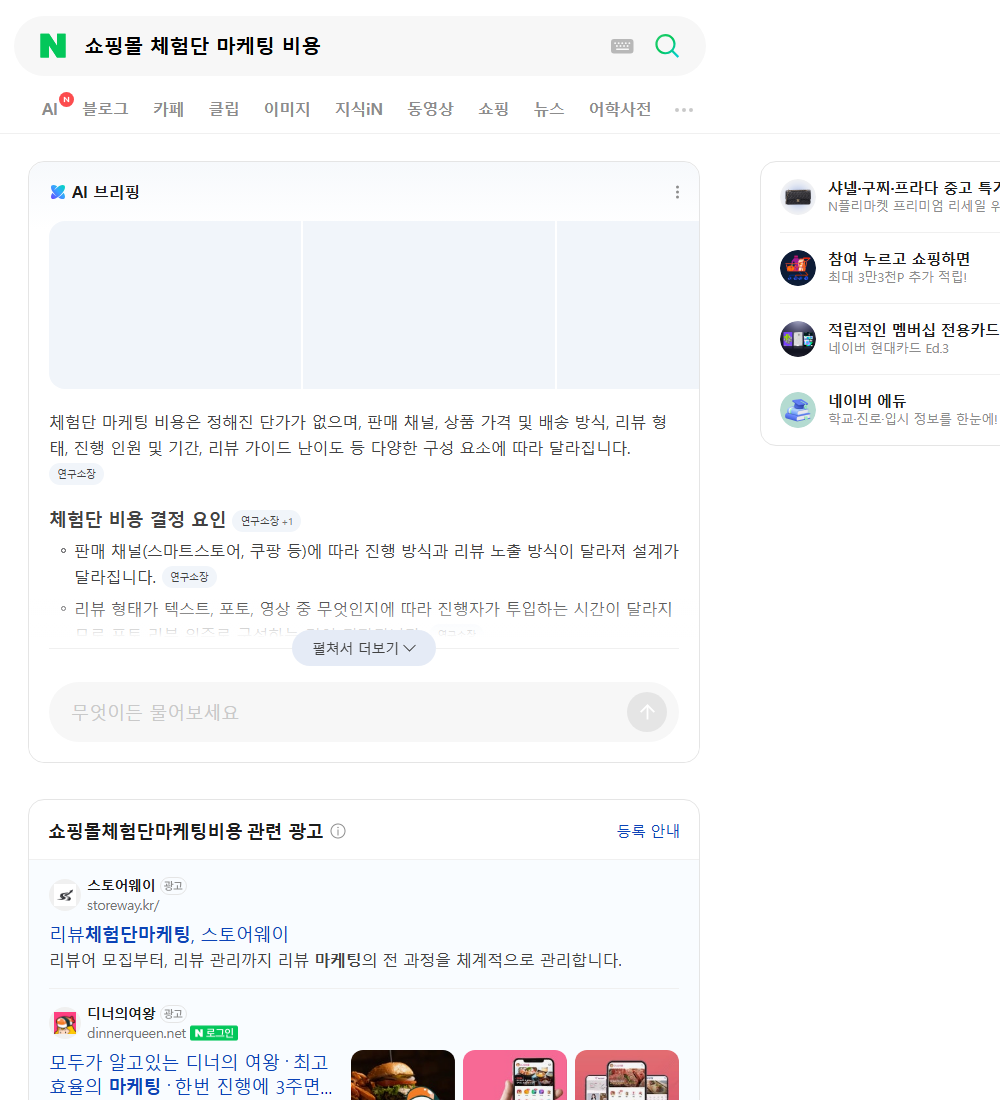 쇼핑몰 체험단 마케팅 비용
AI N 블로그 카페 클립 이미지 지식iN 동영상 쇼핑 뉴스 어학사전
AI 브리핑
체험단 마케팅 비용은 정해진 단가가 없으며, 판매 채널, 상품 가격 및 배송 방식, 리뷰 형
태, 진행 인원 및 기간, 리뷰 가이드 난이도 등 다양한 구성 요소에 따라 달라집니다.
연구소장
체험단 비용 결정 요인 연구소장 +1
판매 채널(스마트스토어, 쿠팡 등)에 따라 진행 방식과 리뷰 노출 방식이 달라져 설계가
달라집니다. 연구소장
리뷰 형태가 텍스트, 포토, 영상 중 무엇인지에 따라 진행자가 투입하는 시간이 달라지
펼쳐서 더보기
무엇이든 물어보세요
쇼핑몰체험단마케팅비용 관련 광고
등록 안내
스토어웨이 광고
storeway.kr/
리뷰체험단마케팅, 스토어웨이
리뷰어 모집부터, 리뷰 관리까지 리뷰 마케팅의 전 과정을 체계적으로 관리합니다.
디너의여왕 광고
dinnerqueen.net N 로그인
모두가 알고있는 디너의 여왕 · 최고
효율의 마케팅 · 한번 진행에 3주면...
샤넬·구찌·프라다 중고 특가
N플리마켓 프리미엄 리세일 위
참여 누르고 쇼핑하면
최대 3만3천P 추가 적립!
적립적인 멤버십 전용카드
네이버 현대카드 Ed.3
네이버 에듀
학교·진로·입시 정보를 한눈에!